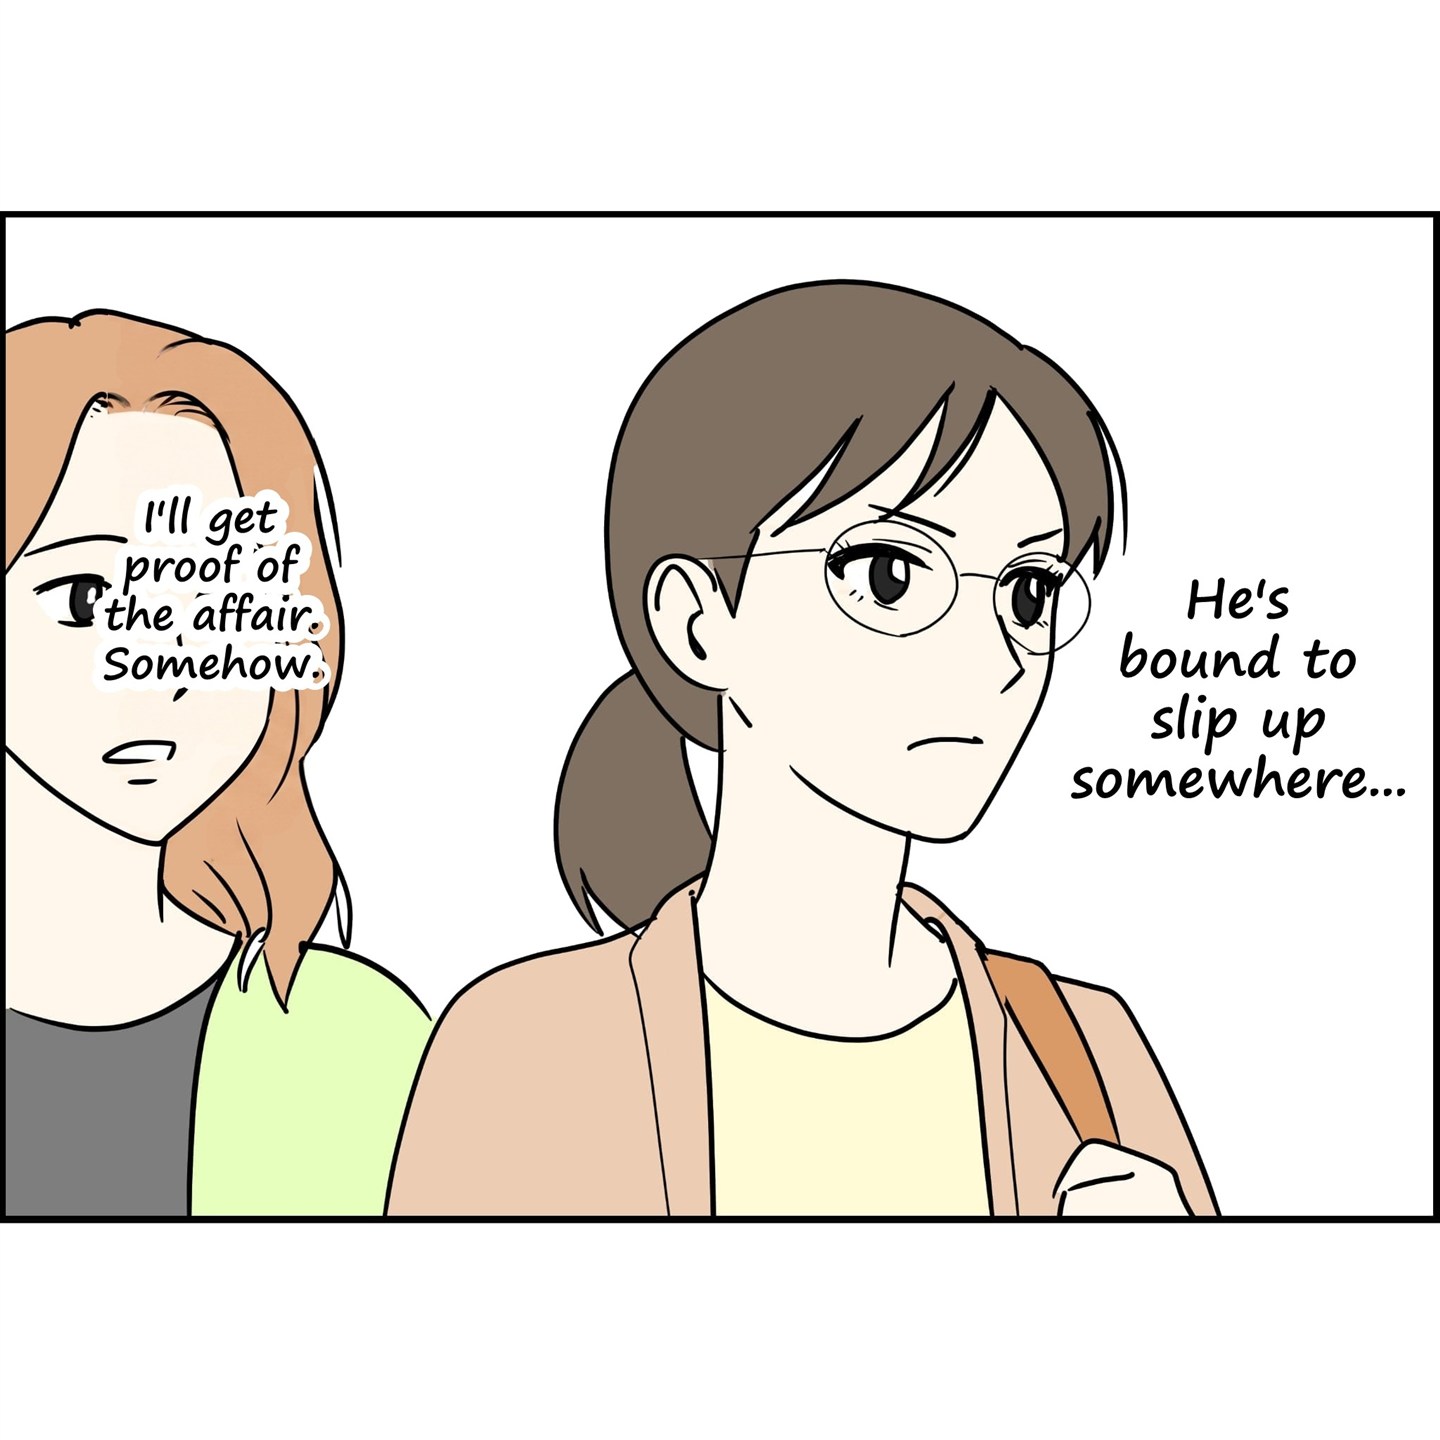 I'll get
proof of
the affair.
Somehow.
He's
bound to
slip up
somewhere...